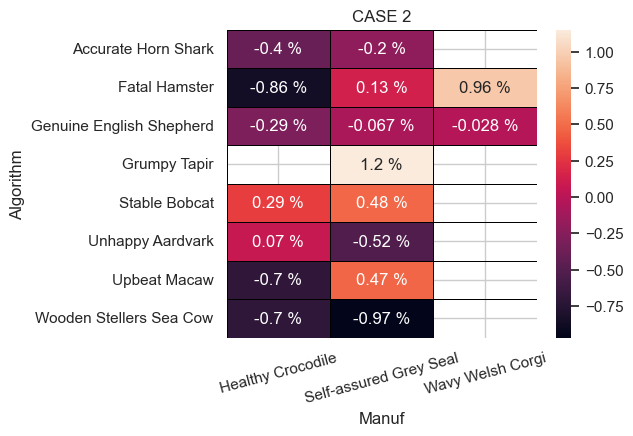 CASE 2
Algorithm
Accurate Horn Shark -0.4 % -0.2 %
Fatal Hamster -0.86 % 0.13 % 0.96 %
Genuine English Shepherd -0.29 % -0.067 % -0.028 %
Grumpy Tapir 1.2 %
Stable Bobcat 0.29 % 0.48 %
Unhappy Aardvark 0.07 % -0.52 %
Upbeat Macaw -0.7 % 0.47 %
Wooden Stellers Sea Cow -0.7 % -0.97 %
Healthy Crocodile
Self-assured Grey Seal
Wavy Welsh Corgi
Manuf
1.00
0.75
0.50
0.25
0.00
−0.25
−0.50
−0.75